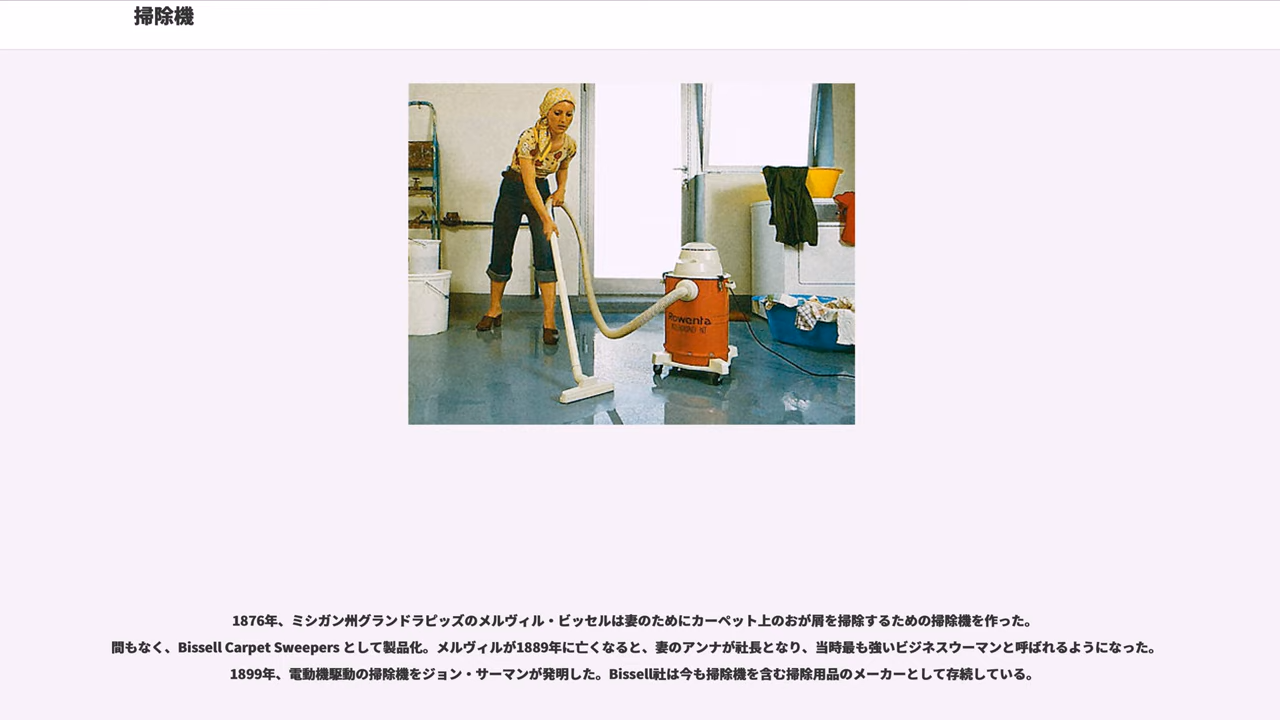 掃除機
Rowenta
1876年、ミシガン州グランドラピッズのメルヴィル・ビッセルは妻のためにカーペット上のおが屑を掃除するための掃除機を作った。
間もなく、Bissell Carpet Sweepers として製品化。メルヴィルが1889年に亡くなると、妻のアンナが社長となり、当時最も強いビジネスウーマンと呼ばれるようになった。
1899年、電動機駆動の掃除機をジョン・サーマンが発明した。Bissell社は今も掃除機を含む掃除用品のメーカーとして存続している。